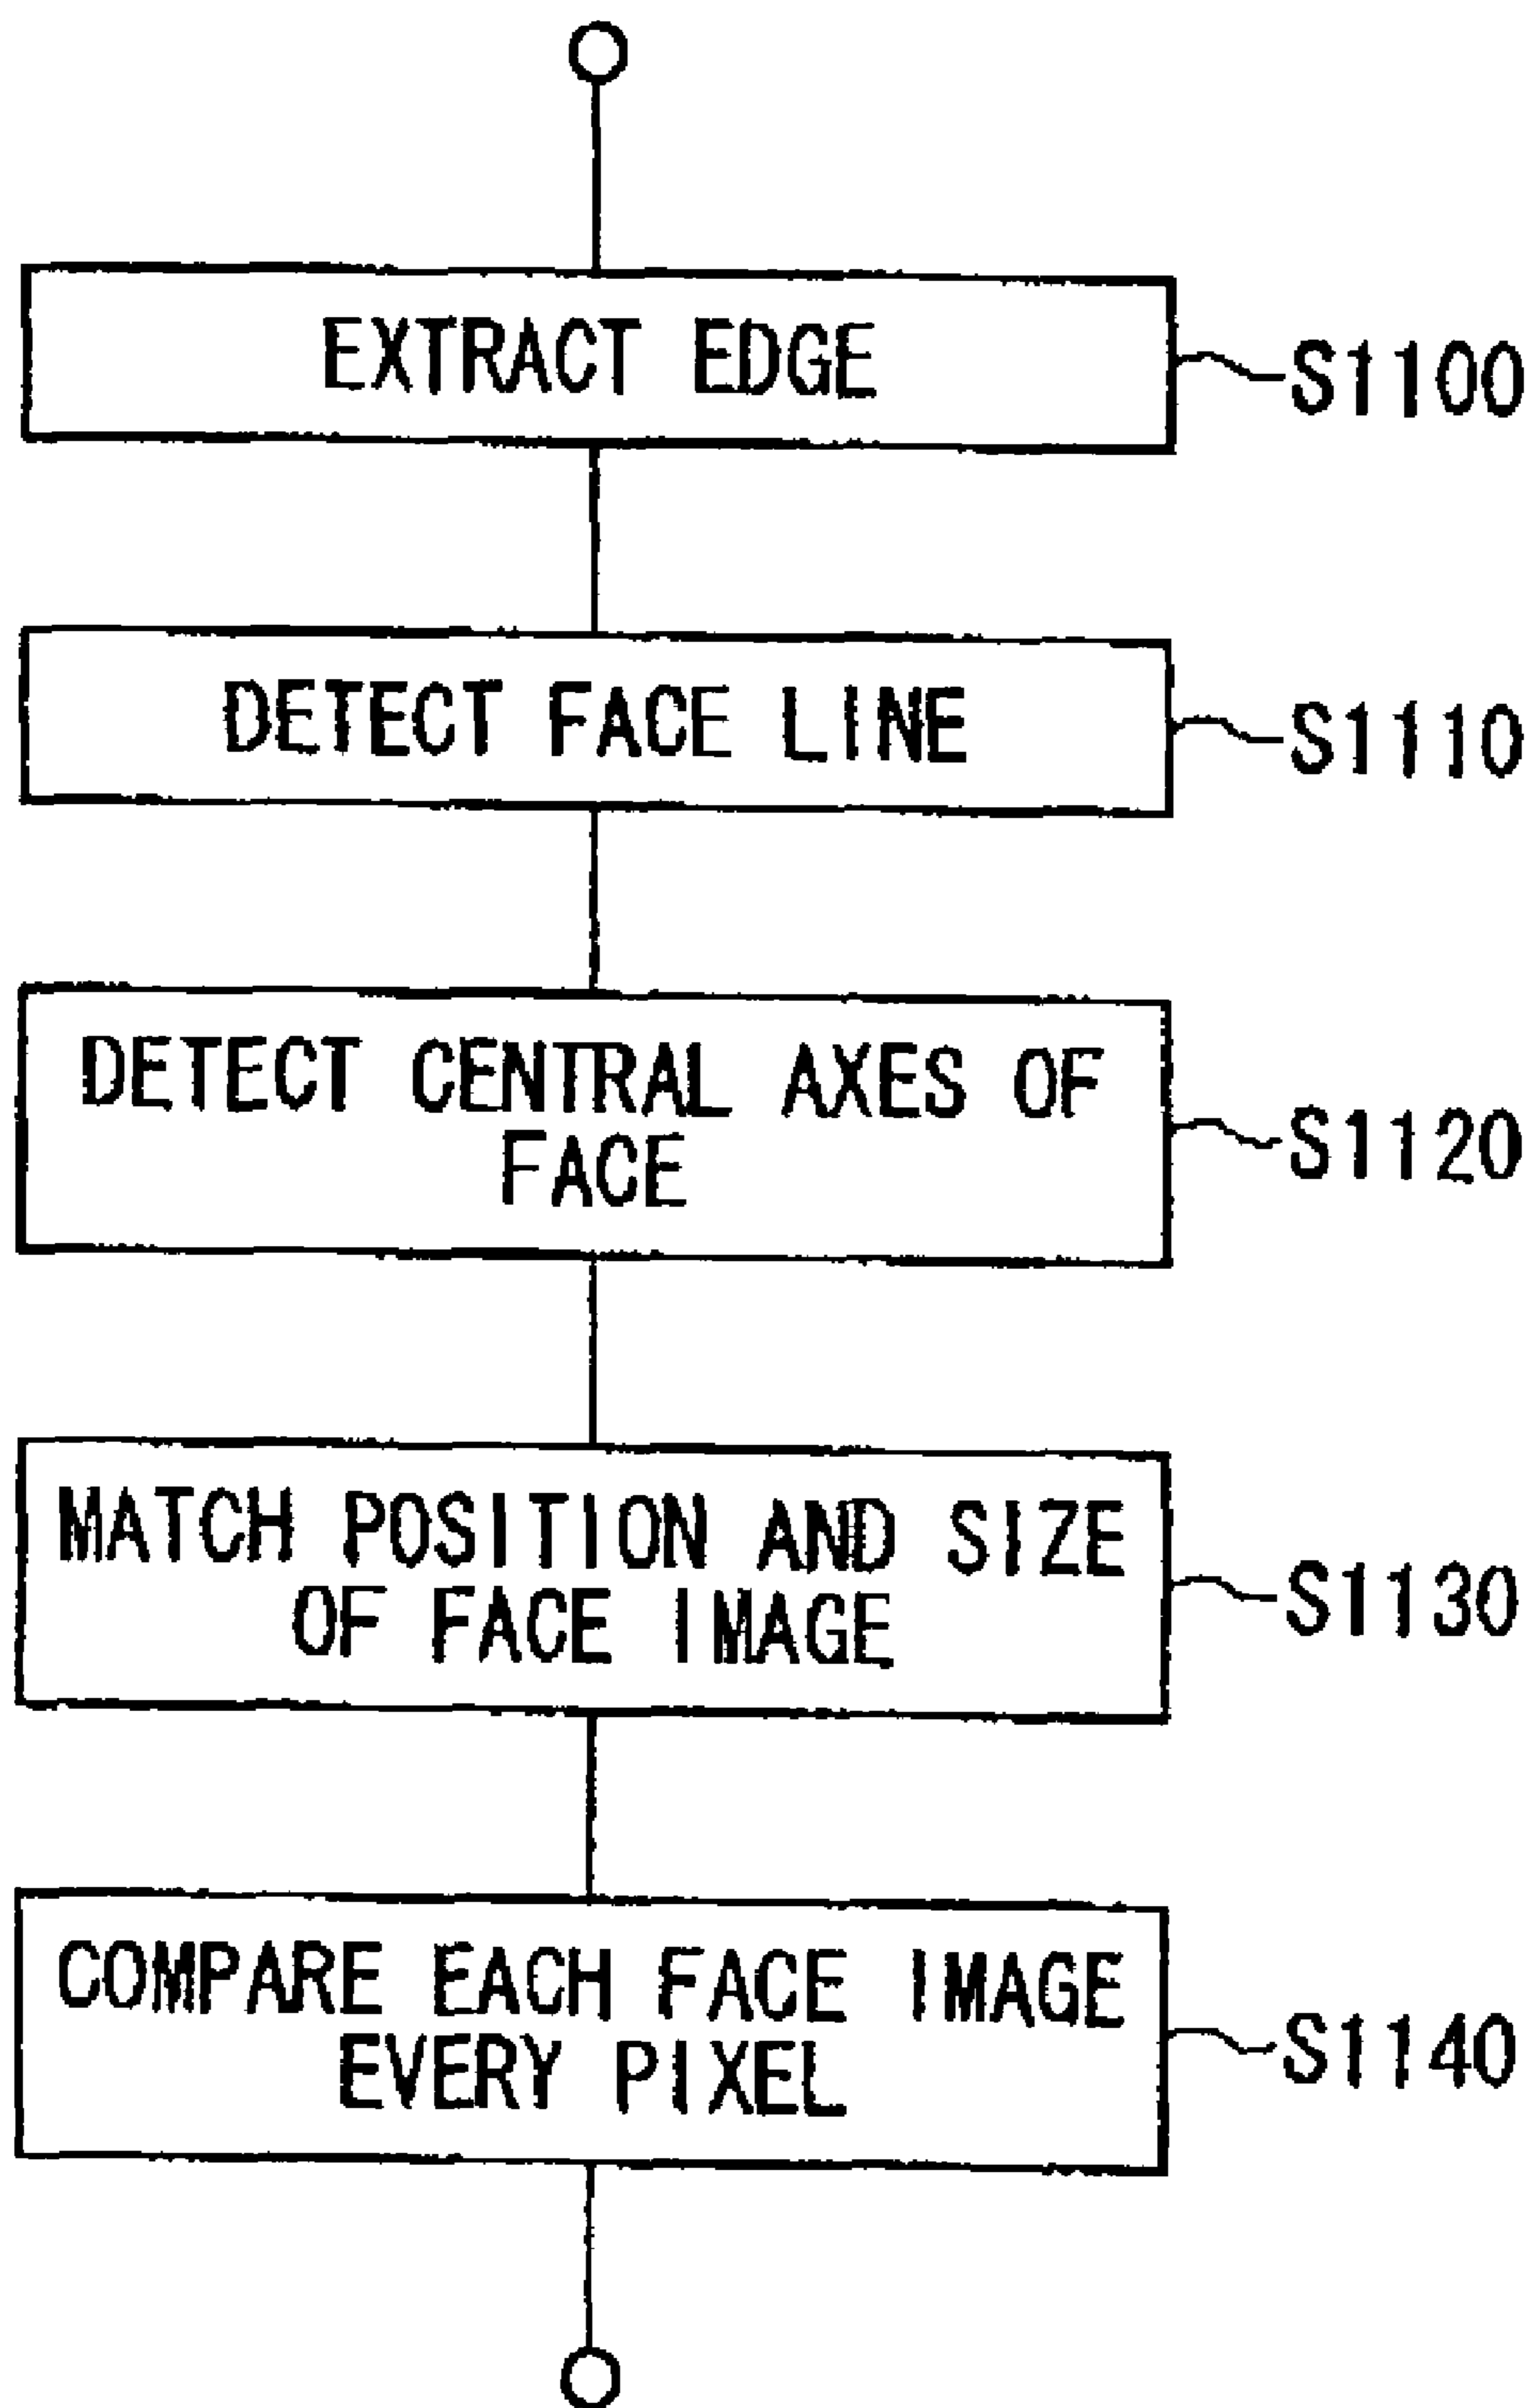 EXTRACT EDGE
S1100
DETECT FACE LINE
S1110
DETECT CENTRAL AXES OF
FACE
S1120
MATCH POSITION AND SIZE
OF FACE IMAGE
S1130
COMPARE EACH FACE IMAGE
EVERY PIXEL
S1140